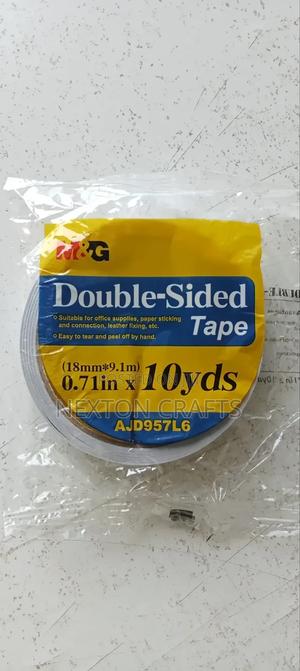 M&G
Double-Sided
Tape
Suitable for office supplies, paper sticking
and connection, leather fixing, etc.
Easy to tear and peel off by hand.
(18mm*9.1m)
0.71in x 10yds
NEXTON CRAFTS
AJD957L6